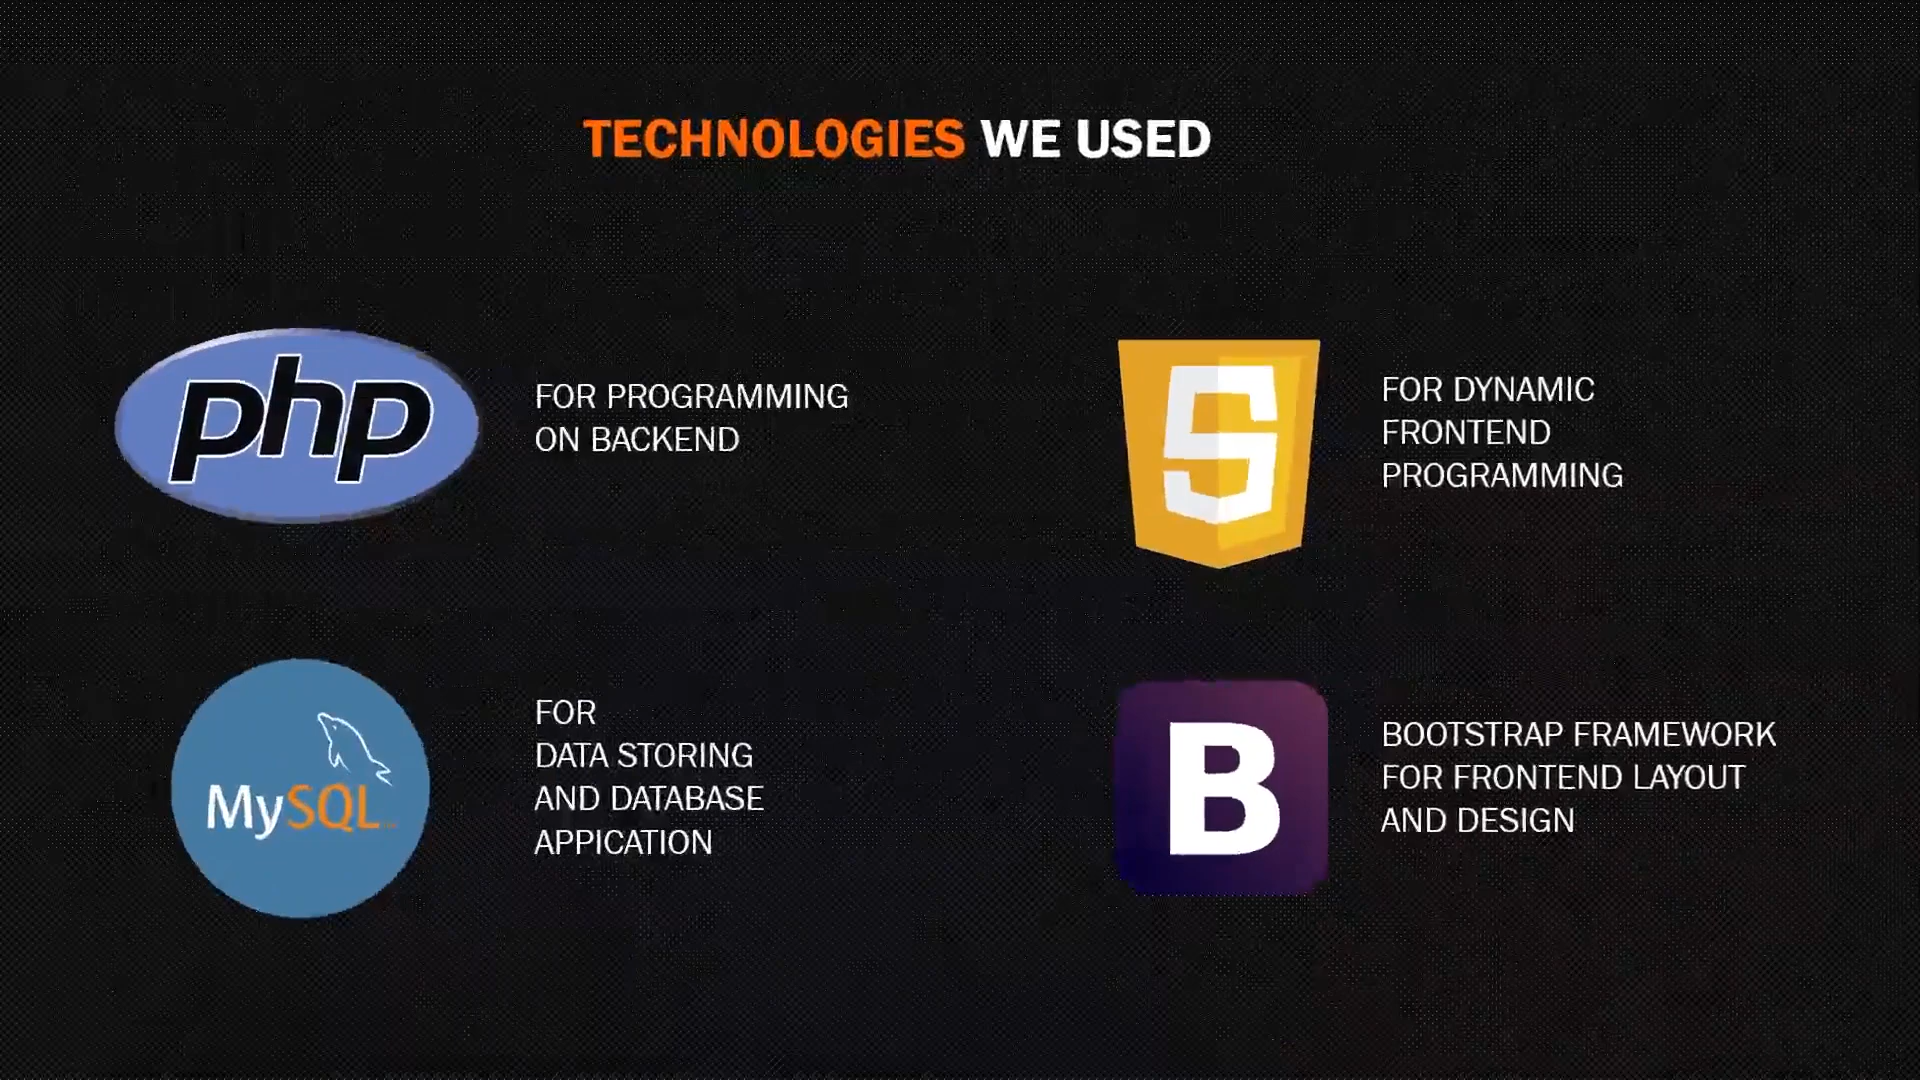 TECHNOLOGIES WE USED
php
FOR PROGRAMMING
ON BACKEND
5
FOR DYNAMIC
FRONTEND
PROGRAMMING
MySQL
FOR
DATA STORING
AND DATABASE
APPICATION
B
BOOTSTRAP FRAMEWORK
FOR FRONTEND LAYOUT
AND DESIGN